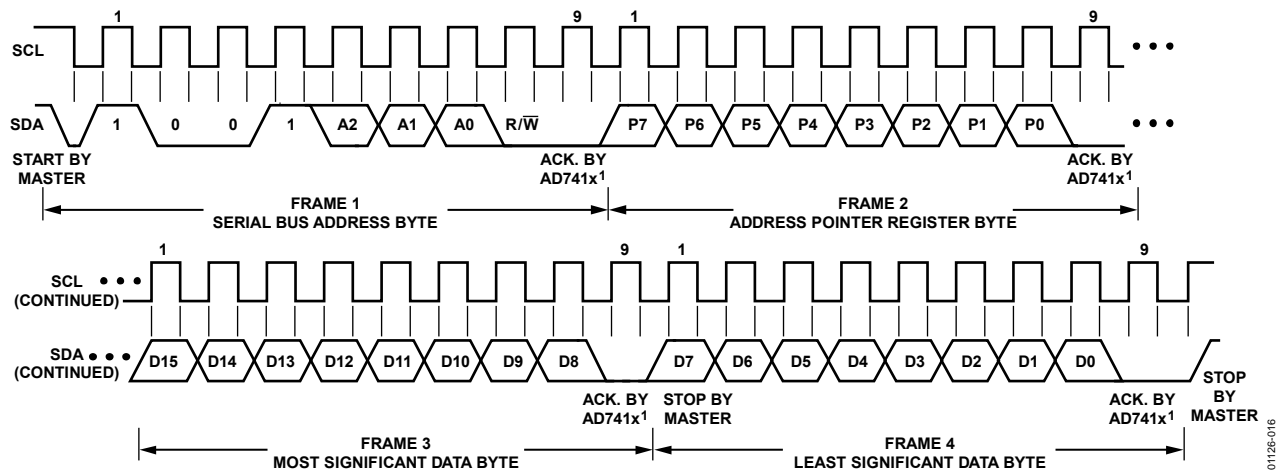 1 9 1 9
SCL
SDA 1 0 0 1 A2 A1 A0 R/W̅ P7 P6 P5 P4 P3 P2 P1 P0
START BY MASTER
ACK. BY AD741x¹
ACK. BY AD741x¹
FRAME 1
SERIAL BUS ADDRESS BYTE
FRAME 2
ADDRESS POINTER REGISTER BYTE
1 9 1 9
SCL
(CONTINUED)
SDA
(CONTINUED)
D15 D14 D13 D12 D11 D10 D9 D8 D7 D6 D5 D4 D3 D2 D1 D0
ACK. BY
AD741x¹
STOP BY
MASTER
ACK. BY
AD741x¹
STOP
BY
MASTER
FRAME 3
MOST SIGNIFICANT DATA BYTE
FRAME 4
LEAST SIGNIFICANT DATA BYTE
01126-016